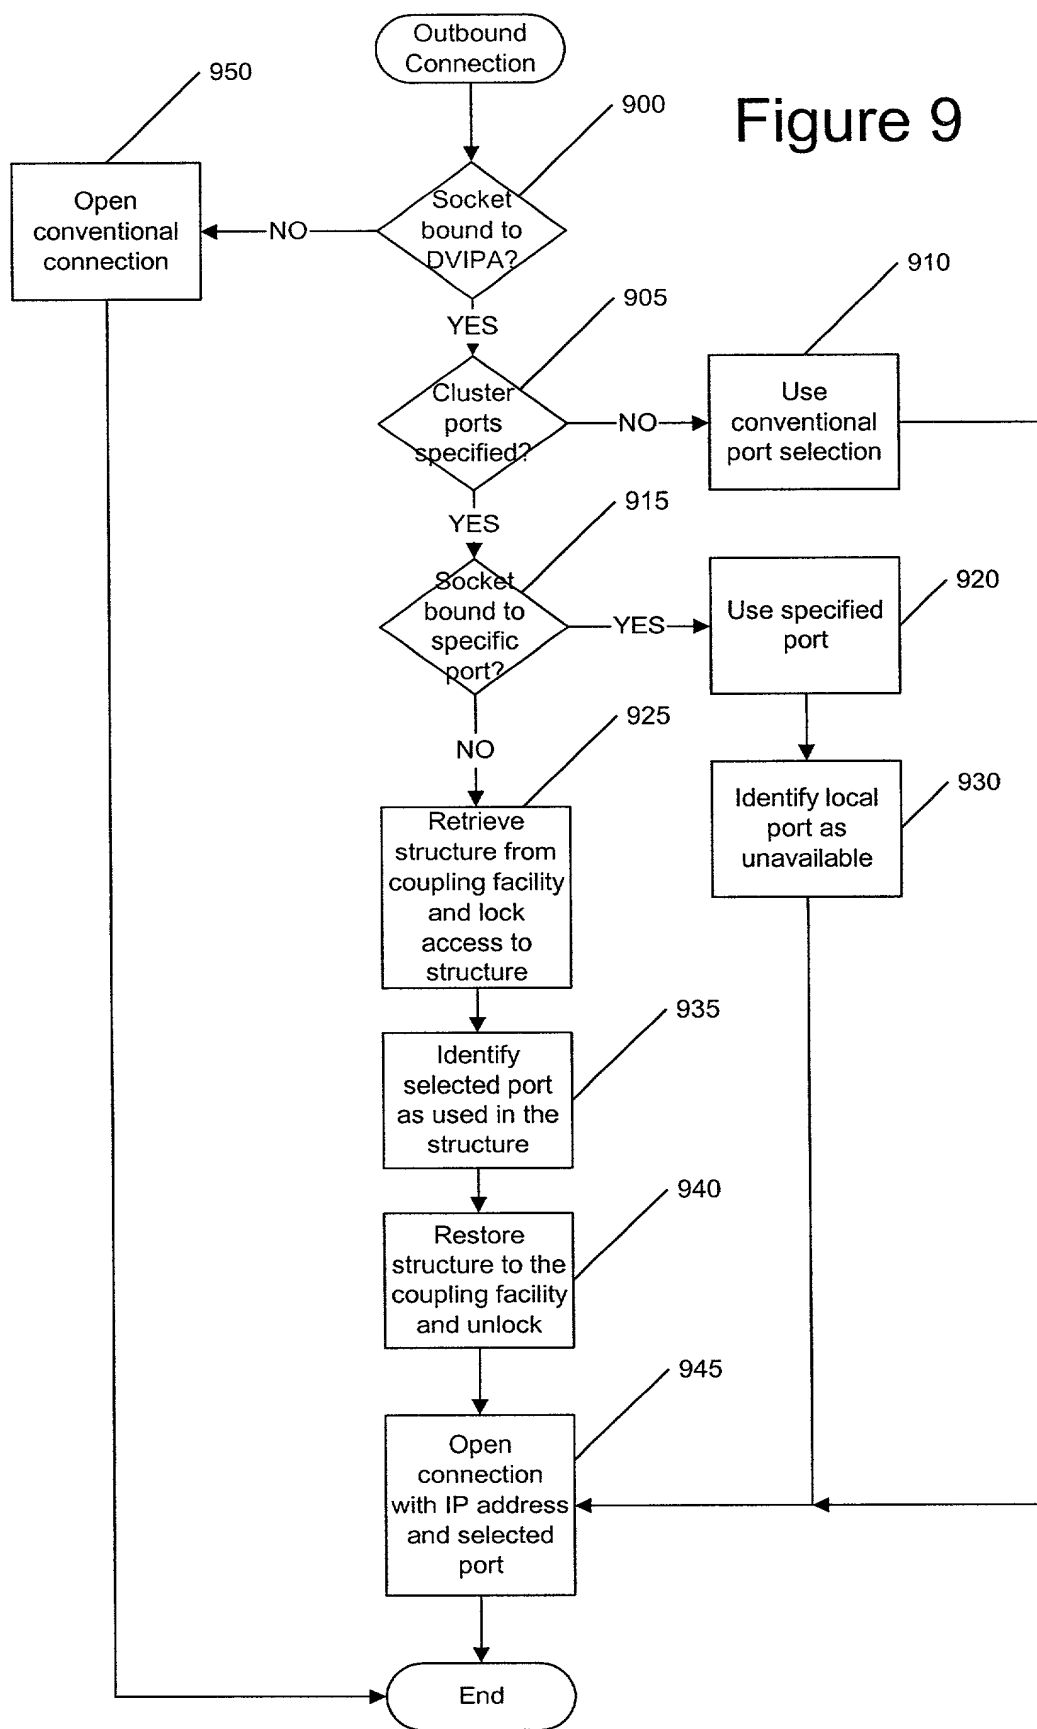 Outbound
Connection
950
900
Figure 9
Open
conventional
connection
NO
Socket
bound to
DVIPA?
YES
905
910
Cluster
ports
specified?
NO
Use
conventional
port selection
YES
915
Socket
bound to
specific
port?
YES
Use specified
port
920
NO
925
Identify local
port as
unavailable
930
Retrieve
structure from
coupling facility
and lock
access to
structure
935
Identify
selected port
as used in the
structure
940
Restore
structure to the
coupling facility
and unlock
945
Open
connection
with IP address
and selected
port
End